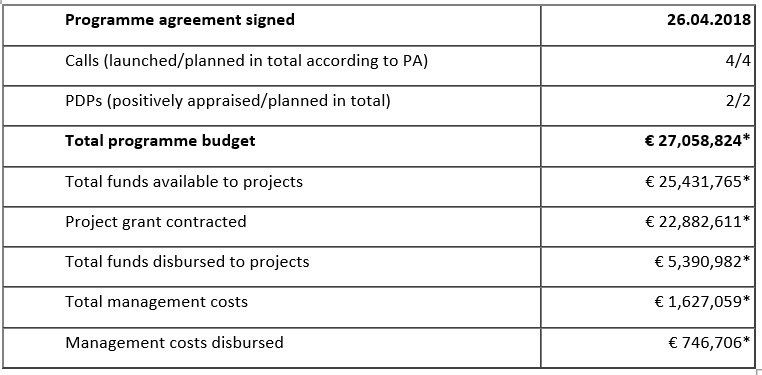 Programme agreement signed 26.04.2018
Calls (launched/planned in total according to PA) 4/4
PDPs (positively appraised/planned in total) 2/2
Total programme budget € 27,058,824*
Total funds available to projects € 25,431,765*
Project grant contracted € 22,882,611*
Total funds disbursed to projects € 5,390,982*
Total management costs € 1,627,059*
Management costs disbursed € 746,706*